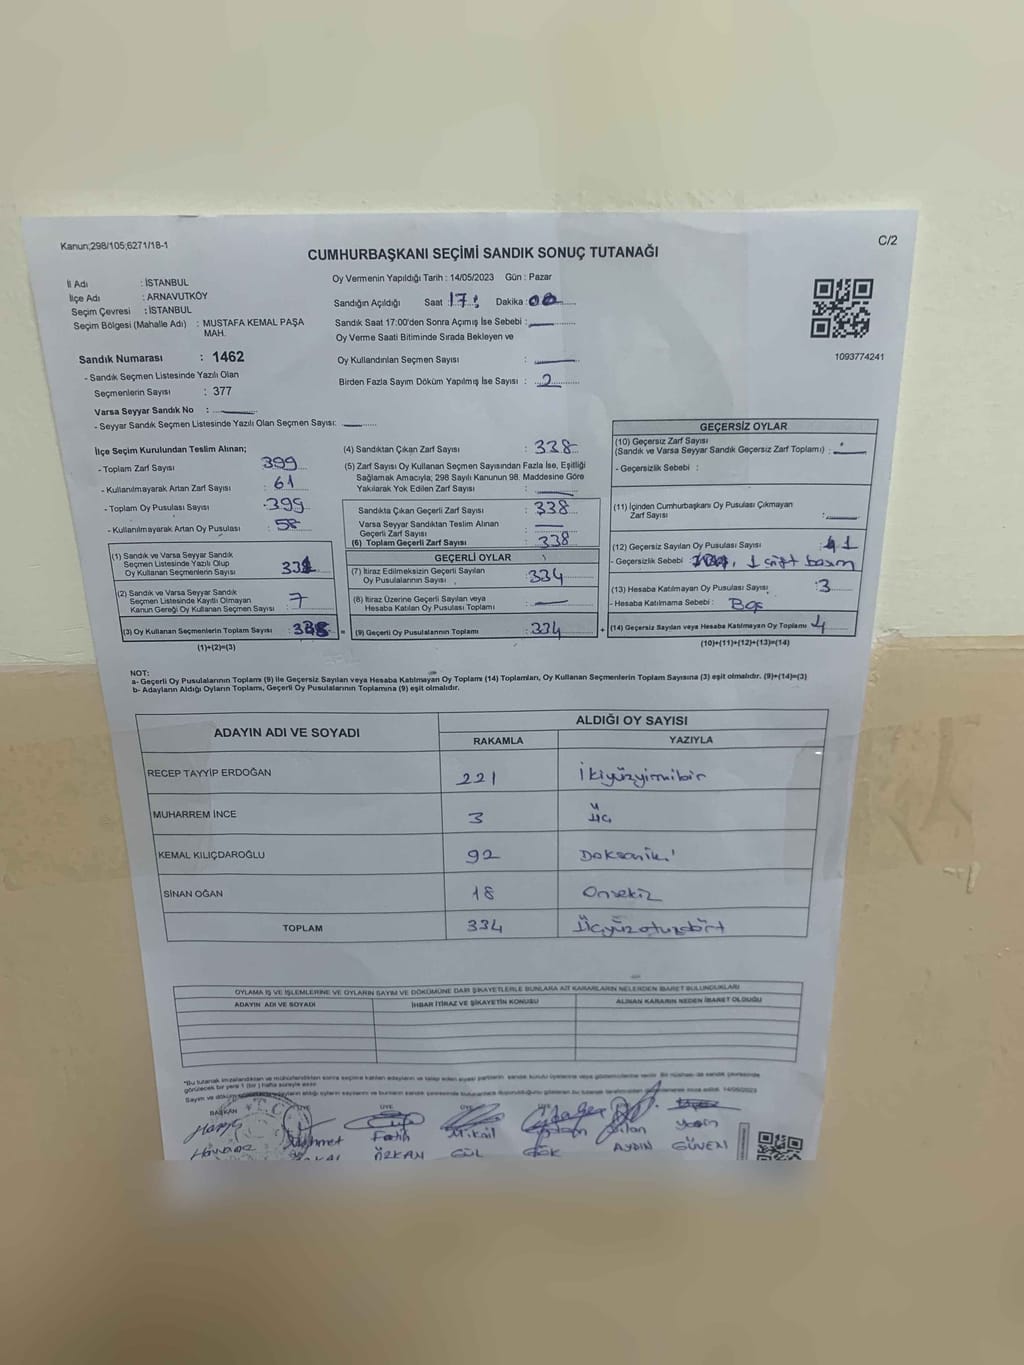 Kanun;298/105;6271/18-1
C/2
CUMHURBAŞKANI SEÇİMİ SANDIK SONUÇ TUTANAĞI
İl Adı : İSTANBUL
İlçe Adı : ARNAVUTKÖY
Seçim Çevresi : İSTANBUL
Seçim Bölgesi (Mahalle Adı) : MUSTAFA KEMAL PAŞA
MAH.
Sandık Numarası : 1462
- Sandık Seçmen Listesinde Yazılı Olan
Seçmenlerin Sayısı : 377
Varsa Seyyar Sandık No :
- Seyyar Sandık Seçmen Listesinde Yazılı Olan Seçmen Sayısı:
Oy Vermenin Yapıldığı Tarih : 14/05/2023 Gün : Pazar
Sandığın Açıldığı Saat 17 : Dakika : 00
Sandık Saat 17:00'den Sonra Açımış İse Sebebi :
Oy Verme Saati Bitiminde Sırada Bekleyen ve
Oy Kullandırılan Seçmen Sayısı :
Birden Fazla Sayım Döküm Yapılmış İse Sayısı : 2
1093774241
İlçe Seçim Kurulundan Teslim Alınan;
- Toplam Zarf Sayısı : 399
- Kullanılmayarak Artan Zarf Sayısı : 61
- Toplam Oy Pusulası Sayısı : 399
- Kullanılmayarak Artan Oy Pusulası : 58
(1) Sandık ve Varsa Seyyar Sandık
Seçmen Listesinde Yazılı Olup
Oy Kullanan Seçmenlerin Sayısı : 331
(2) Sandık ve Varsa Seyyar Sandık
Seçmen Listesinde Kayıtlı Olmayan
Kanun Gereği Oy Kullanan Seçmen Sayısı : 7
(3) Oy Kullanan Seçmenlerin Toplam Sayısı : 338 =
(1)+(2)=(3)
(4) Sandıktan Çıkan Zarf Sayısı : 338
(5) Zarf Sayısı Oy Kullanan Seçmen Sayısından Fazla İse, Eşitliği
Sağlamak Amacıyla; 298 Sayılı Kanunun 98. Maddesine Göre
Yakılarak Yok Edilen Zarf Sayısı :
Sandıkta Çıkan Geçerli Zarf Sayısı : 338
Varsa Seyyar Sandıktan Teslim Alınan
Geçerli Zarf Sayısı :
(6) Toplam Geçerli Zarf Sayısı : 338
GEÇERLİ OYLAR
(7) İtiraz Edilmeksizin Geçerli Sayılan
Oy Pusulalarının Sayısı : 334
(8) İtiraz Üzerine Geçerli Sayılan veya
Hesaba Katılan Oy Pusulası Toplamı :
(9) Geçerli Oy Pusulalarının Toplamı : 334 +
GEÇERSİZ OYLAR
(10) Geçersiz Zarf Sayısı
(Sandık ve Varsa Seyyar Sandık Geçersiz Zarf Toplamı) :
- Geçersizlik Sebebi :
(11) İçinden Cumhurbaşkanı Oy Pusulası Çıkmayan
Zarf Sayısı :
(12) Geçersiz Sayılan Oy Pusulası Sayısı : 1
- Geçersizlik Sebebi : 1 çift basım
(13) Hesaba Katılmayan Oy Pusulası Sayısı : 3
- Hesaba Katılmama Sebebi : Boş
(14) Geçersiz Sayılan veya Hesaba Katılmayan Oy Toplamı 4
(10)+(11)+(12)+(13)=(14)
NOT:
a- Geçerli Oy Pusulalarının Toplamı (9) ile Geçersiz Sayılan veya Hesaba Katılmayan Oy Toplamı (14) Toplamları, Oy Kullanan Seçmenlerin Toplam Sayısına (3) eşit olmalıdır. (9)+(14)=(3)
b- Adayların Aldığı Oyların Toplamı, Geçerli Oy Pusulalarının Toplamına (9) eşit olmalıdır.
ADAYIN ADI VE SOYADI
ALDIĞI OY SAYISI
RAKAMLA YAZIYLA
RECEP TAYYİP ERDOĞAN 221 İkiyüzyirmibir
MUHARREM İNCE 3 Üç
KEMAL KILIÇDAROĞLU 92 Doksaniki
SİNAN OĞAN 18 Onsekiz
TOPLAM 334 Üçyüzotuzdört
OYLAMA İŞ VE İŞLEMLERİNE VE OYLARIN SAYIM VE DÖKÜMÜNE DAİR ŞİKAYETLERLE BUNLARA AİT KARARLARIN NELERDEN İBARET BULUNDUKLARI
ADAYIN ADI VE SOYADI İHBAR İTİRAZ VE ŞİKAYETİN KONUSU ALINAN KARARIN NEDEN İBARET OLDUĞU
BAŞKAN ÜYE ÜYE
Fatih Mikail Yasin
ÖZKAN GÜL GÖK AYDIN GÜVEN